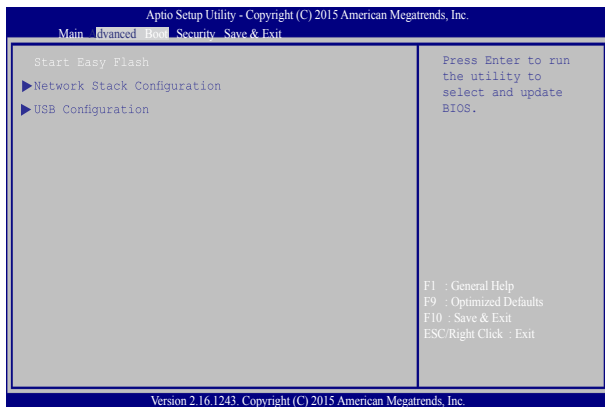 Aptio Setup Utility - Copyright (C) 2015 American Megatrends, Inc.
Main Advanced Boot Security Save & Exit
Start Easy Flash
Network Stack Configuration
USB Configuration
Press Enter to run
the utility to
select and update
BIOS.
F1 : General Help
F9 : Optimized Defaults
F10 : Save & Exit
ESC/Right Click : Exit
Version 2.16.1243. Copyright (C) 2015 American Megatrends, Inc.